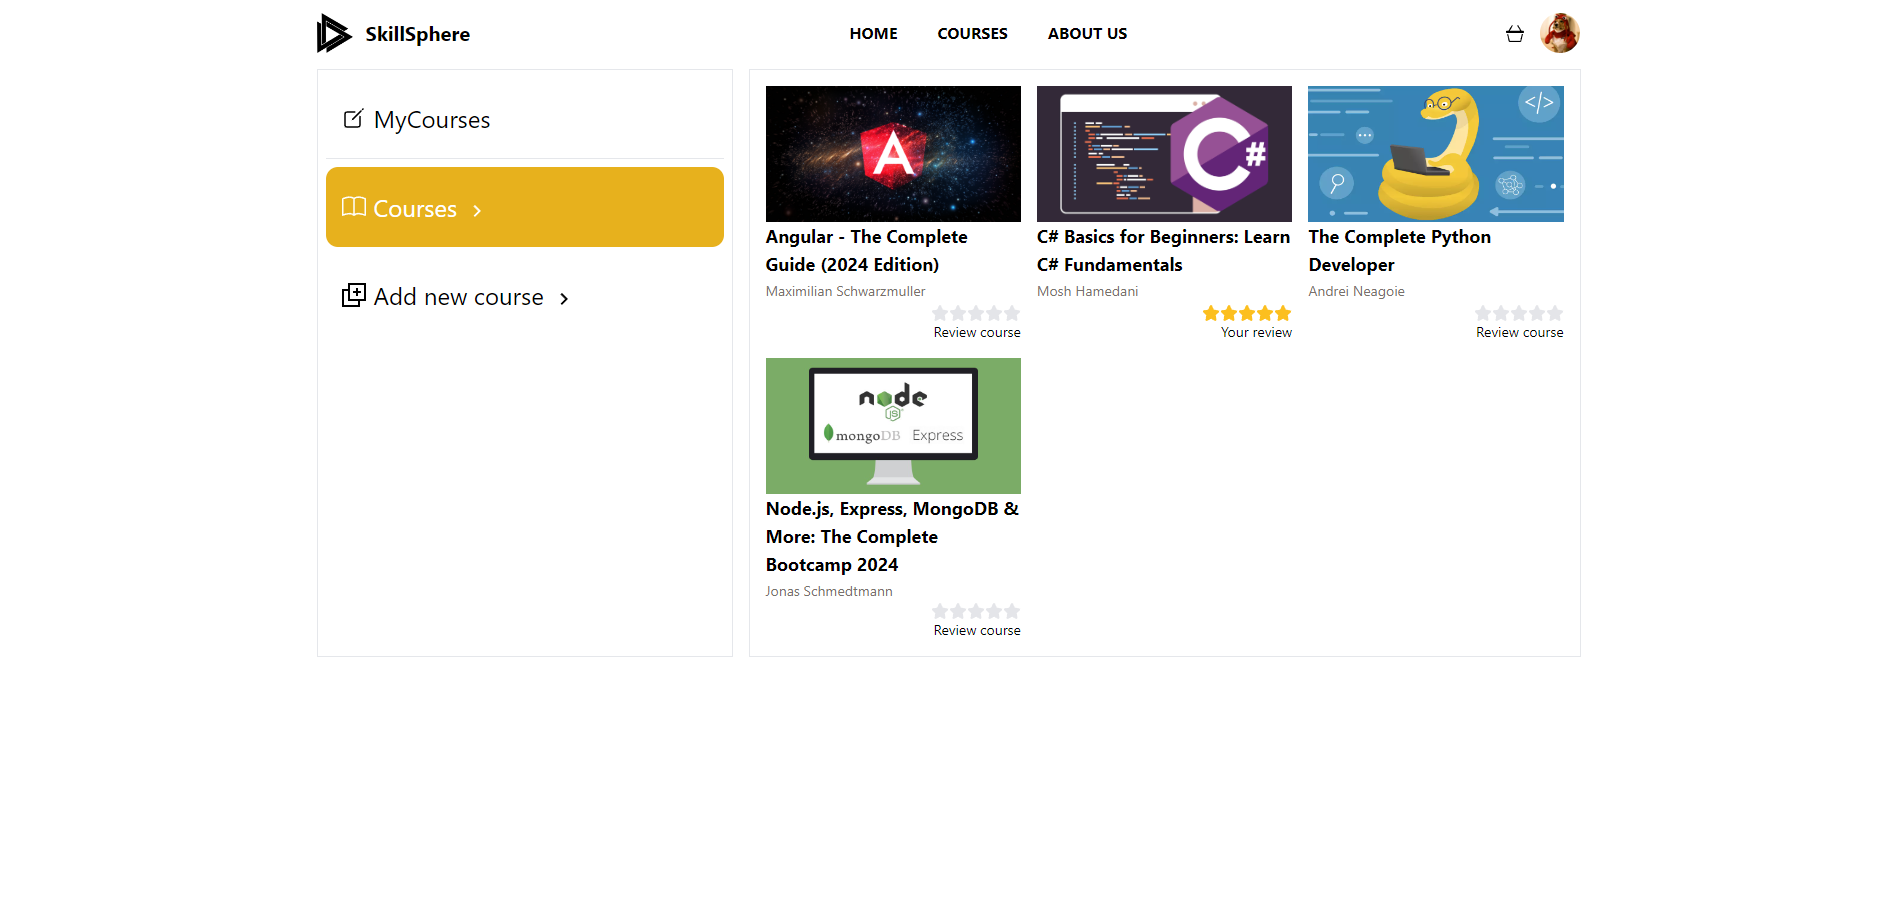 SkillSphere
HOME COURSES ABOUT US
MyCourses
Courses
Add new course
A
C#
</>
Angular - The Complete
Guide (2024 Edition)
Maximilian Schwarzmuller
Review course
C# Basics for Beginners: Learn
C# Fundamentals
Mosh Hamedani
Your review
The Complete Python
Developer
Andrei Neagoie
Review course
node
JS
mongoDB Express
Node.js, Express, MongoDB &
More: The Complete
Bootcamp 2024
Jonas Schmedtmann
Review course